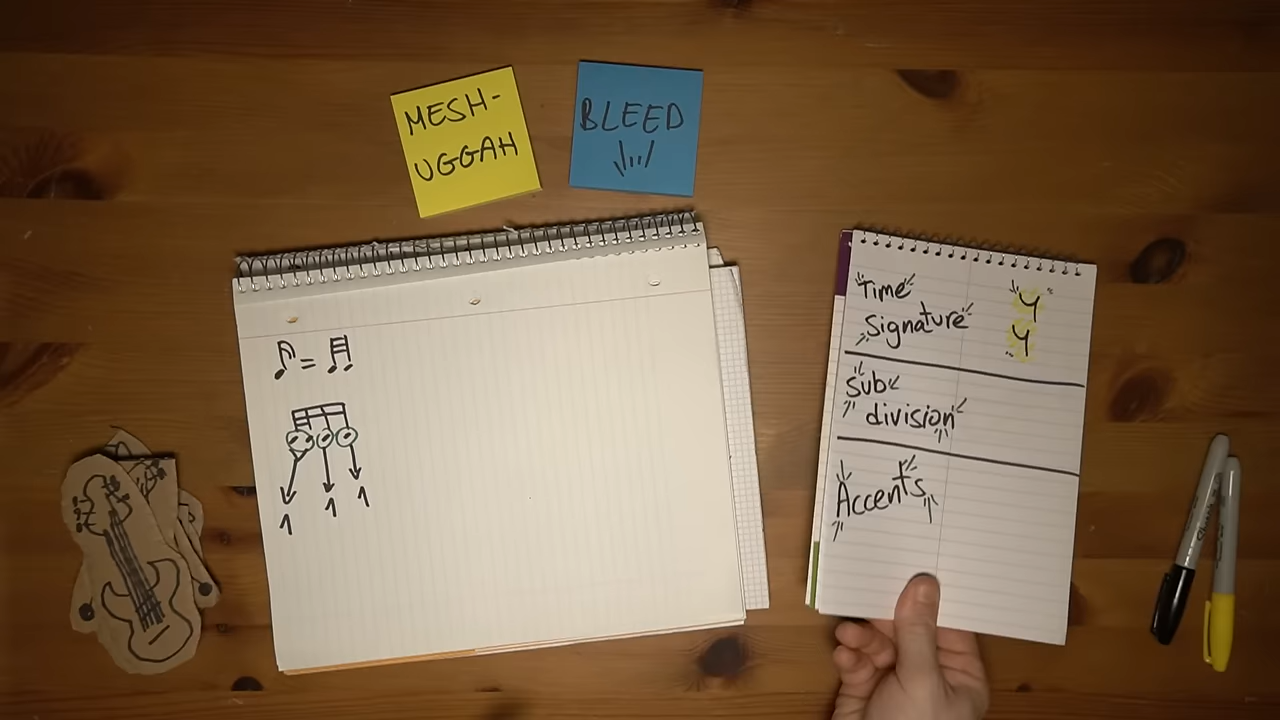 MESH-
UGGAH
BLEED
=
1 1 1
Time
Signature
4
4
Sub
division
Accents